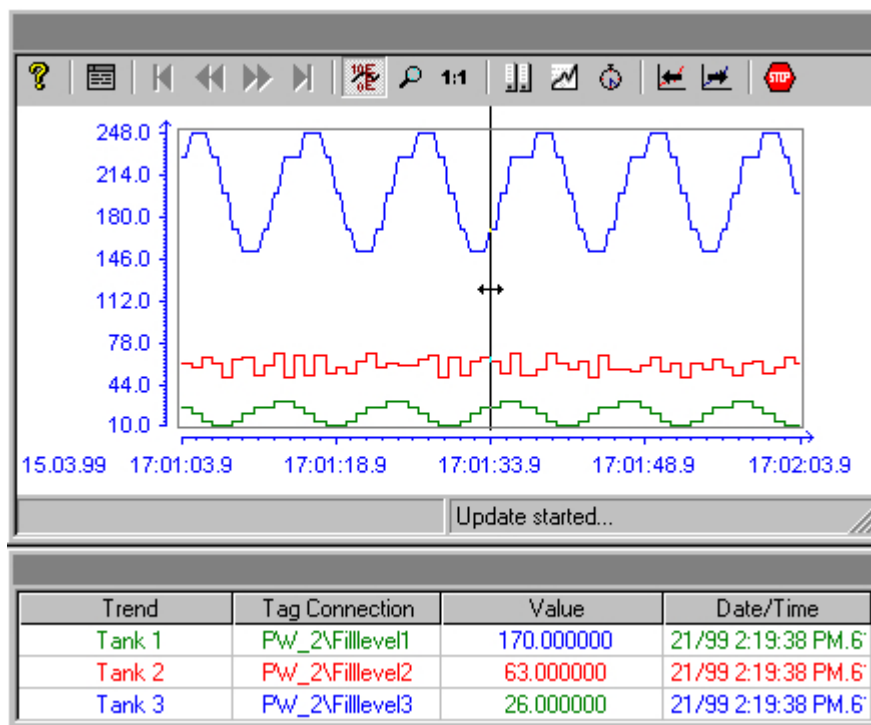 10E
0E
1:1
STOP
248.0
214.0
180.0
146.0
112.0
78.0
44.0
10.0
15.03.99 17:01:03.9 17:01:18.9 17:01:33.9 17:01:48.9 17:02:03.9
Update started...
Trend Tag Connection Value Date/Time
Tank 1 PW_2\Filllevel1 170.000000 21/99 2:19:38 PM.6
Tank 2 PW_2\Filllevel2 63.000000 21/99 2:19:38 PM.6
Tank 3 PW_2\Filllevel3 26.000000 21/99 2:19:38 PM.6